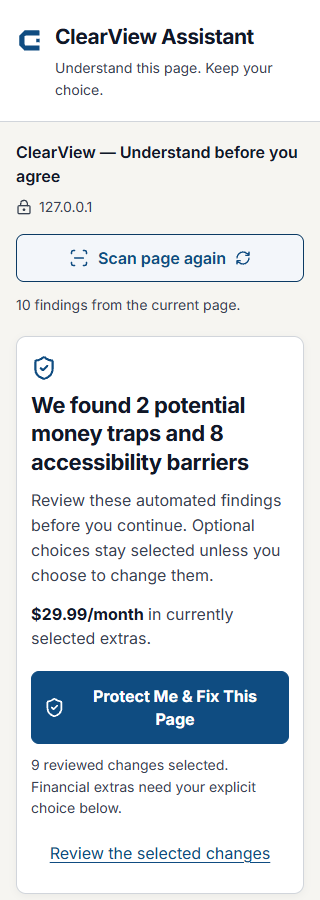 ClearView Assistant
Understand this page. Keep your
choice.
ClearView — Understand before you
agree
127.0.0.1
Scan page again
10 findings from the current page.
We found 2 potential
money traps and 8
accessibility barriers
Review these automated findings
before you continue. Optional
choices stay selected unless you
choose to change them.
$29.99/month in currently
selected extras.
Protect Me & Fix This
Page
9 reviewed changes selected.
Financial extras need your explicit
choice below.
Review the selected changes